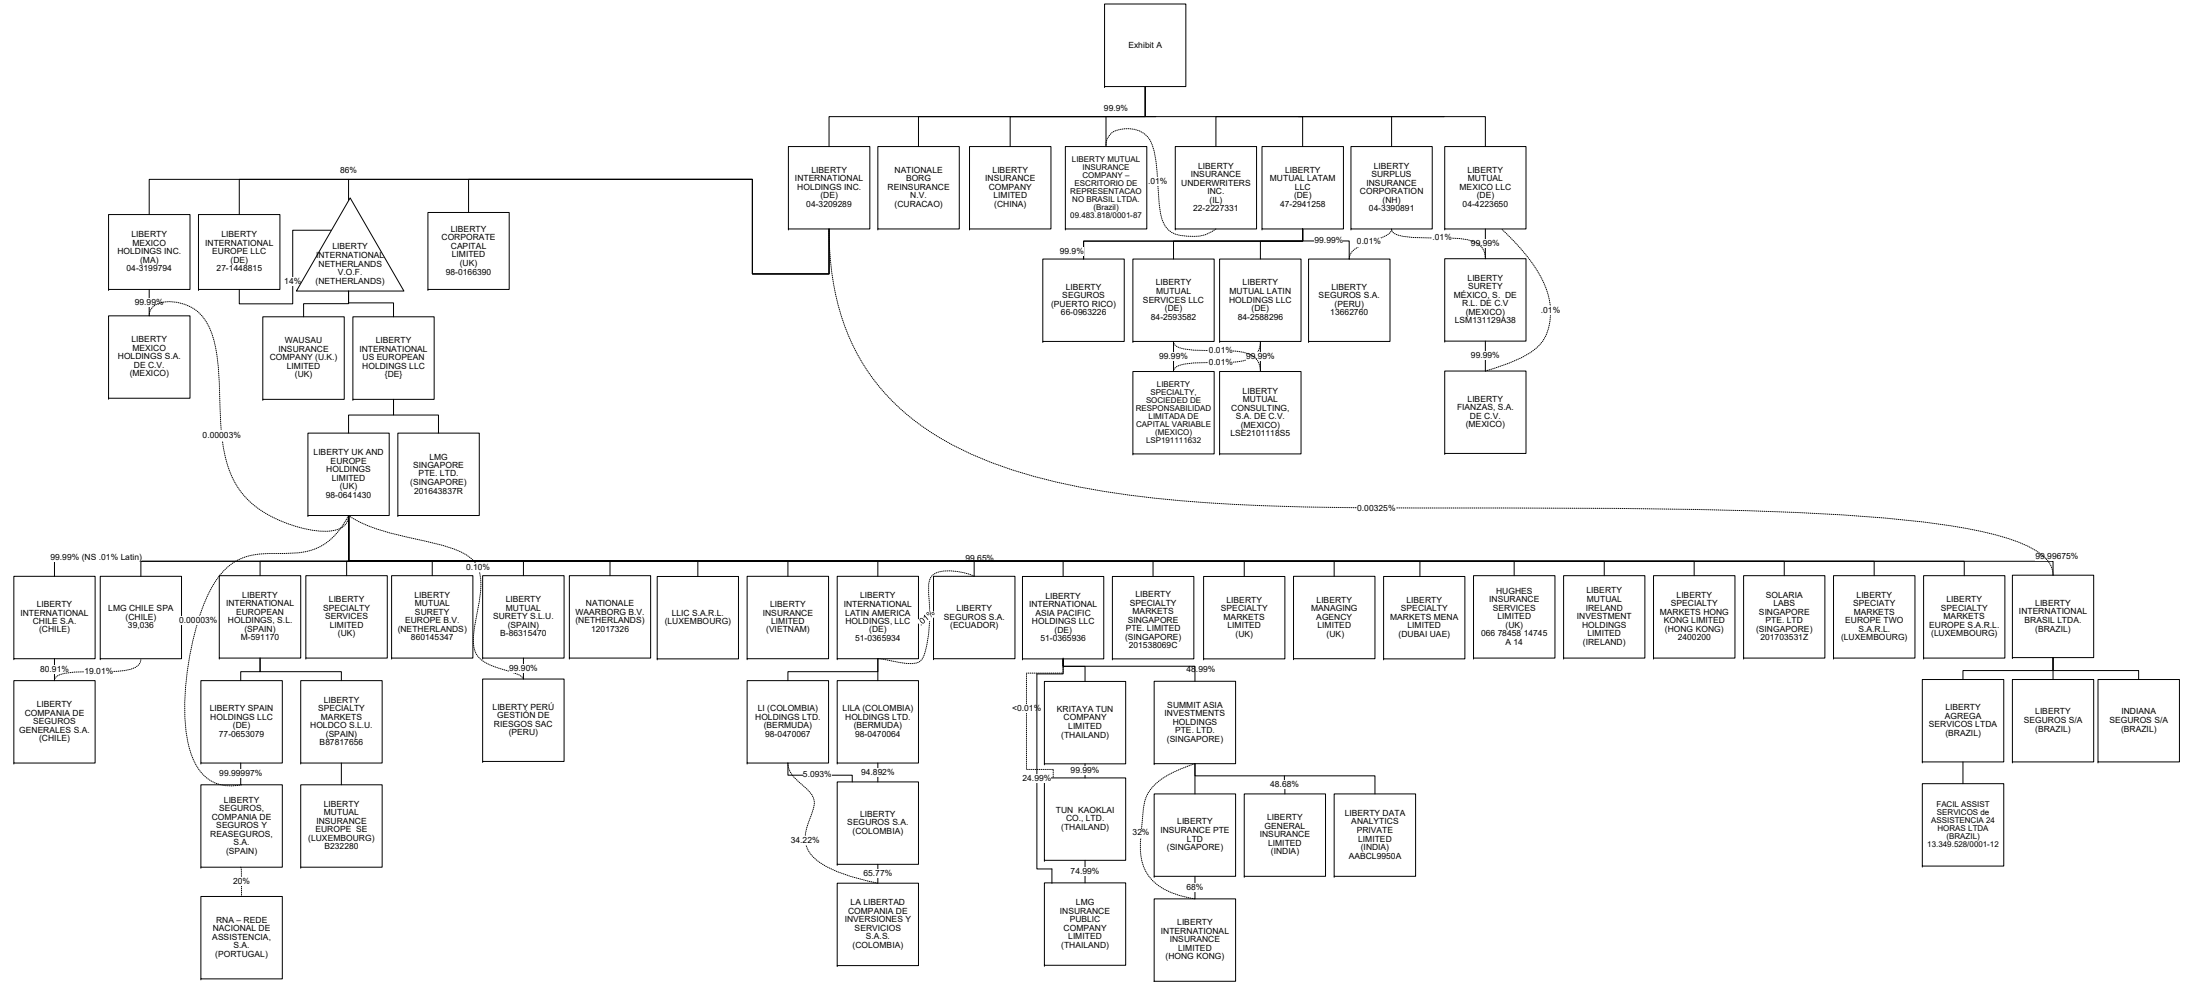 Exhibit A
99.9%
LIBERTY
INTERNATIONAL
HOLDINGS INC.
(DE)
04-3209289
NATIONALE
BORG
REINSURANCE
N.V.
(CURACAO)
LIBERTY
INSURANCE
COMPANY
LIMITED
(CHINA)
LIBERTY MUTUAL
INSURANCE
COMPANY –
ESCRITORIO DE
REPRESENTACAO
NO BRASIL LTDA.
(Brazil)
09.483.818/0001-87
.01%
LIBERTY
INSURANCE
UNDERWRITERS
INC.
(IL)
22-2227331
LIBERTY
MUTUAL LATAM
LLC
(DE)
47-2941258
LIBERTY
SURPLUS
INSURANCE
CORPORATION
(NH)
04-3390891
LIBERTY
MUTUAL
MEXICO LLC
(DE)
04-4223650
86%
LIBERTY
MEXICO
HOLDINGS INC.
(MA)
04-3199794
LIBERTY
INTERNATIONAL
EUROPE LLC
(DE)
27-1448815
14%
LIBERTY
INTERNATIONAL
NETHERLANDS
V.O.F.
(NETHERLANDS)
LIBERTY
CORPORATE
CAPITAL
LIMITED
(UK)
98-0166390
99.9%
99.99%
0.01%
.01%
99.99%
LIBERTY
SEGUROS
(PUERTO RICO)
66-0963226
LIBERTY
MUTUAL
SERVICES LLC
(DE)
84-2593582
LIBERTY
MUTUAL LATIN
HOLDINGS LLC
(DE)
84-2588296
LIBERTY
SEGUROS S.A.
(PERU)
13662760
LIBERTY
SURETY
MÉXICO, S. DE
R.L. DE C.V
(MEXICO)
LSM131129A38
.01%
99.99%
LIBERTY
MEXICO
HOLDINGS S.A.
DE C.V.
(MEXICO)
WAUSAU
INSURANCE
COMPANY (U.K.)
LIMITED
(UK)
LIBERTY
INTERNATIONAL
US EUROPEAN
HOLDINGS LLC
{DE)
99.99%
0.01%
0.01%
99.99%
99.99%
LIBERTY
SPECIALTY,
SOCIEDED DE
RESPONSABILIDAD
LIMITADA DE
CAPITAL VARIABLE
(MEXICO)
LSP191111632
LIBERTY
MUTUAL
CONSULTING,
S.A. DE C.V.
(MEXICO)
LSE2101118S5
LIBERTY
FIANZAS, S.A.
DE C.V.
(MEXICO)
0.00003%
LIBERTY UK AND
EUROPE
HOLDINGS
LIMITED
(UK)
98-0641430
LMG
SINGAPORE
PTE. LTD.
(SINGAPORE)
201643837R
0.00325%
99.99% (NS .01% Latin)
0.10%
99.65%
99.99675%
LIBERTY
INTERNATIONAL
CHILE S.A.
(CHILE)
LMG CHILE SPA
(CHILE)
39,036
0.00003%
LIBERTY
INTERNATIONAL
EUROPEAN
HOLDINGS, S.L.
(SPAIN)
M-591170
LIBERTY
SPECIALTY
SERVICES
LIMITED
(UK)
LIBERTY
MUTUAL
SURETY
EUROPE B.V.
(NETHERLANDS)
860145347
LIBERTY
MUTUAL
SURETY S.L.U.
(SPAIN)
B-86315470
NATIONALE
WAARBORG B.V.
(NETHERLANDS)
12017326
LLIC S.A.R.L.
(LUXEMBOURG)
LIBERTY
INSURANCE
LIMITED
(VIETNAM)
LIBERTY
INTERNATIONAL
LATIN AMERICA
HOLDINGS, LLC
(DE)
51-0365934
LIBERTY
SEGUROS S.A.
(ECUADOR)
LIBERTY
INTERNATIONAL
ASIA PACIFIC
HOLDINGS LLC
(DE)
51-0365936
LIBERTY
SPECIALTY
MARKETS
SINGAPORE
PTE. LIMITED
(SINGAPORE)
201538069C
LIBERTY
SPECIALTY
MARKETS
LIMITED
(UK)
LIBERTY
MANAGING
AGENCY
LIMITED
(UK)
LIBERTY
SPECIALTY
MARKETS MENA
LIMITED
(DUBAI UAE)
HUGHES
INSURANCE
SERVICES
LIMITED
(UK)
066 78458 14745
A 14
LIBERTY
MUTUAL
IRELAND
INVESTMENT
HOLDINGS
LIMITED
(IRELAND)
LIBERTY
SPECIALTY
MARKETS HONG
KONG LIMITED
(HONG KONG)
2400200
SOLARIA
LABS
SINGAPORE
PTE. LTD
(SINGAPORE)
201703531Z
LIBERTY
SPECIATY
MARKETS
EUROPE TWO
S.A.R.L.
(LUXEMBOURG)
LIBERTY
SPECIALTY
MARKETS
EUROPE S.A.R.L.
(LUXEMBOURG)
LIBERTY
INTERNATIONAL
BRASIL LTDA.
(BRAZIL)
80.91%
19.01%
99.90%
48.99%
LIBERTY
COMPANIA DE
SEGUROS
GENERALES S.A.
(CHILE)
LIBERTY SPAIN
HOLDINGS LLC
(DE)
77-0653079
LIBERTY
SPECIALTY
MARKETS
HOLDCO S.L.U.
(SPAIN)
B87817656
LIBERTY PERÚ
GESTIÓN DE
RIESGOS SAC
(PERU)
LI (COLOMBIA)
HOLDINGS LTD.
(BERMUDA)
98-0470067
LILA (COLOMBIA)
HOLDINGS LTD.
(BERMUDA)
98-0470064
<0.01%
KRITAYA TUN
COMPANY
LIMITED
(THAILAND)
SUMMIT ASIA
INVESTMENTS
HOLDINGS
PTE. LTD.
(SINGAPORE)
LIBERTY
AGREGA
SERVICOS LTDA
(BRAZIL)
LIBERTY
SEGUROS S/A
(BRAZIL)
INDIANA
SEGUROS S/A
(BRAZIL)
99.99997%
5.093%
94.892%
24.99%
99.99%
48.68%
LIBERTY
SEGUROS,
COMPANIA DE
SEGUROS Y
REASEGUROS,
S.A.
(SPAIN)
LIBERTY
MUTUAL
INSURANCE
EUROPE SE
(LUXEMBOURG)
B232280
34.22%
LIBERTY
SEGUROS S.A.
(COLOMBIA)
TUN KAOKLAI
CO., LTD.
(THAILAND)
32%
LIBERTY
INSURANCE PTE
LTD
(SINGAPORE)
LIBERTY
GENERAL
INSURANCE
LIMITED
(INDIA)
LIBERTY DATA
ANALYTICS
PRIVATE
LIMITED
(INDIA)
AABCL9950A
FACIL ASSIST
SERVICOS de
ASSISTENCIA 24
HORAS LTDA
(BRAZIL)
13.349.528/0001-12
20%
65.77%
74.99%
68%
RNA – REDE
NACIONAL DE
ASSISTENCIA,
S.A.
(PORTUGAL)
LA LIBERTAD
COMPANIA DE
INVERSIONES Y
SERVICIOS
S.A.S.
(COLOMBIA)
LMG
INSURANCE
PUBLIC
COMPANY
LIMITED
(THAILAND)
LIBERTY
INTERNATIONAL
INSURANCE
LIMITED
(HONG KONG)